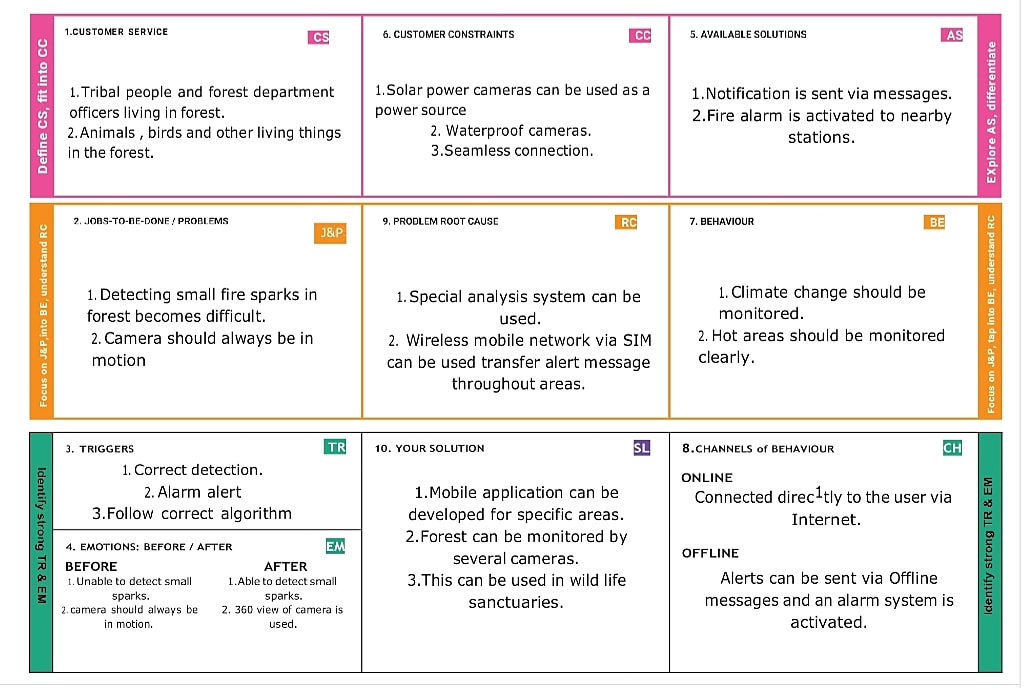 Define CS, fit into CC
1.CUSTOMER SERVICE
CS
1.Tribal people and forest department
officers living in forest.
2.Animals , birds and other living things
in the forest.
6. CUSTOMER CONSTRAINTS
CC
1.Solar power cameras can be used as a
power source
2. Waterproof cameras.
3.Seamless connection.
5. AVAILABLE SOLUTIONS
AS
1.Notification is sent via messages.
2.Fire alarm is activated to nearby
stations.
EXplore AS, differentiate
Focus on J&P,into BE, understand RC
2. JOBS-TO-BE-DONE / PROBLEMS
J&P
1. Detecting small fire sparks in
forest becomes difficult.
2. Camera should always be in
motion
9. PRODLEM ROOT CAUSE
RC
1. Special analysis system can be
used.
2. Wireless mobile network via SIM
can be used transfer alert message
throughout areas.
7. BEHAVIOUR
BE
1. Climate change should be
monitored.
2. Hot areas should be monitored
clearly.
Focus on J&P, tap into BE, understand RC
Identify strong TR & EM
3. TRIGGERS
TR
1. Correct detection.
2. Alarm alert
3.Follow correct algorithm
4. EMOTIONS: BEFORE / AFTER
EM
BEFORE
1. Unable to detect small
sparks.
2. camera should always be
in motion.
AFTER
1.Able to detect small
sparks.
2. 360 view of camera is
used.
10. YOUR SOLUTION
SL
1.Mobile application can be
developed for specific areas.
2.Forest can be monitored by
several cameras.
3.This can be used in wild life
sanctuaries.
8.CHANNELS of BEHAVIOUR
CH
ONLINE
Connected direc1tly to the user via
Internet.
OFFLINE
Alerts can be sent via Offline
messages and an alarm system is
activated.
Identify strong TR & EM